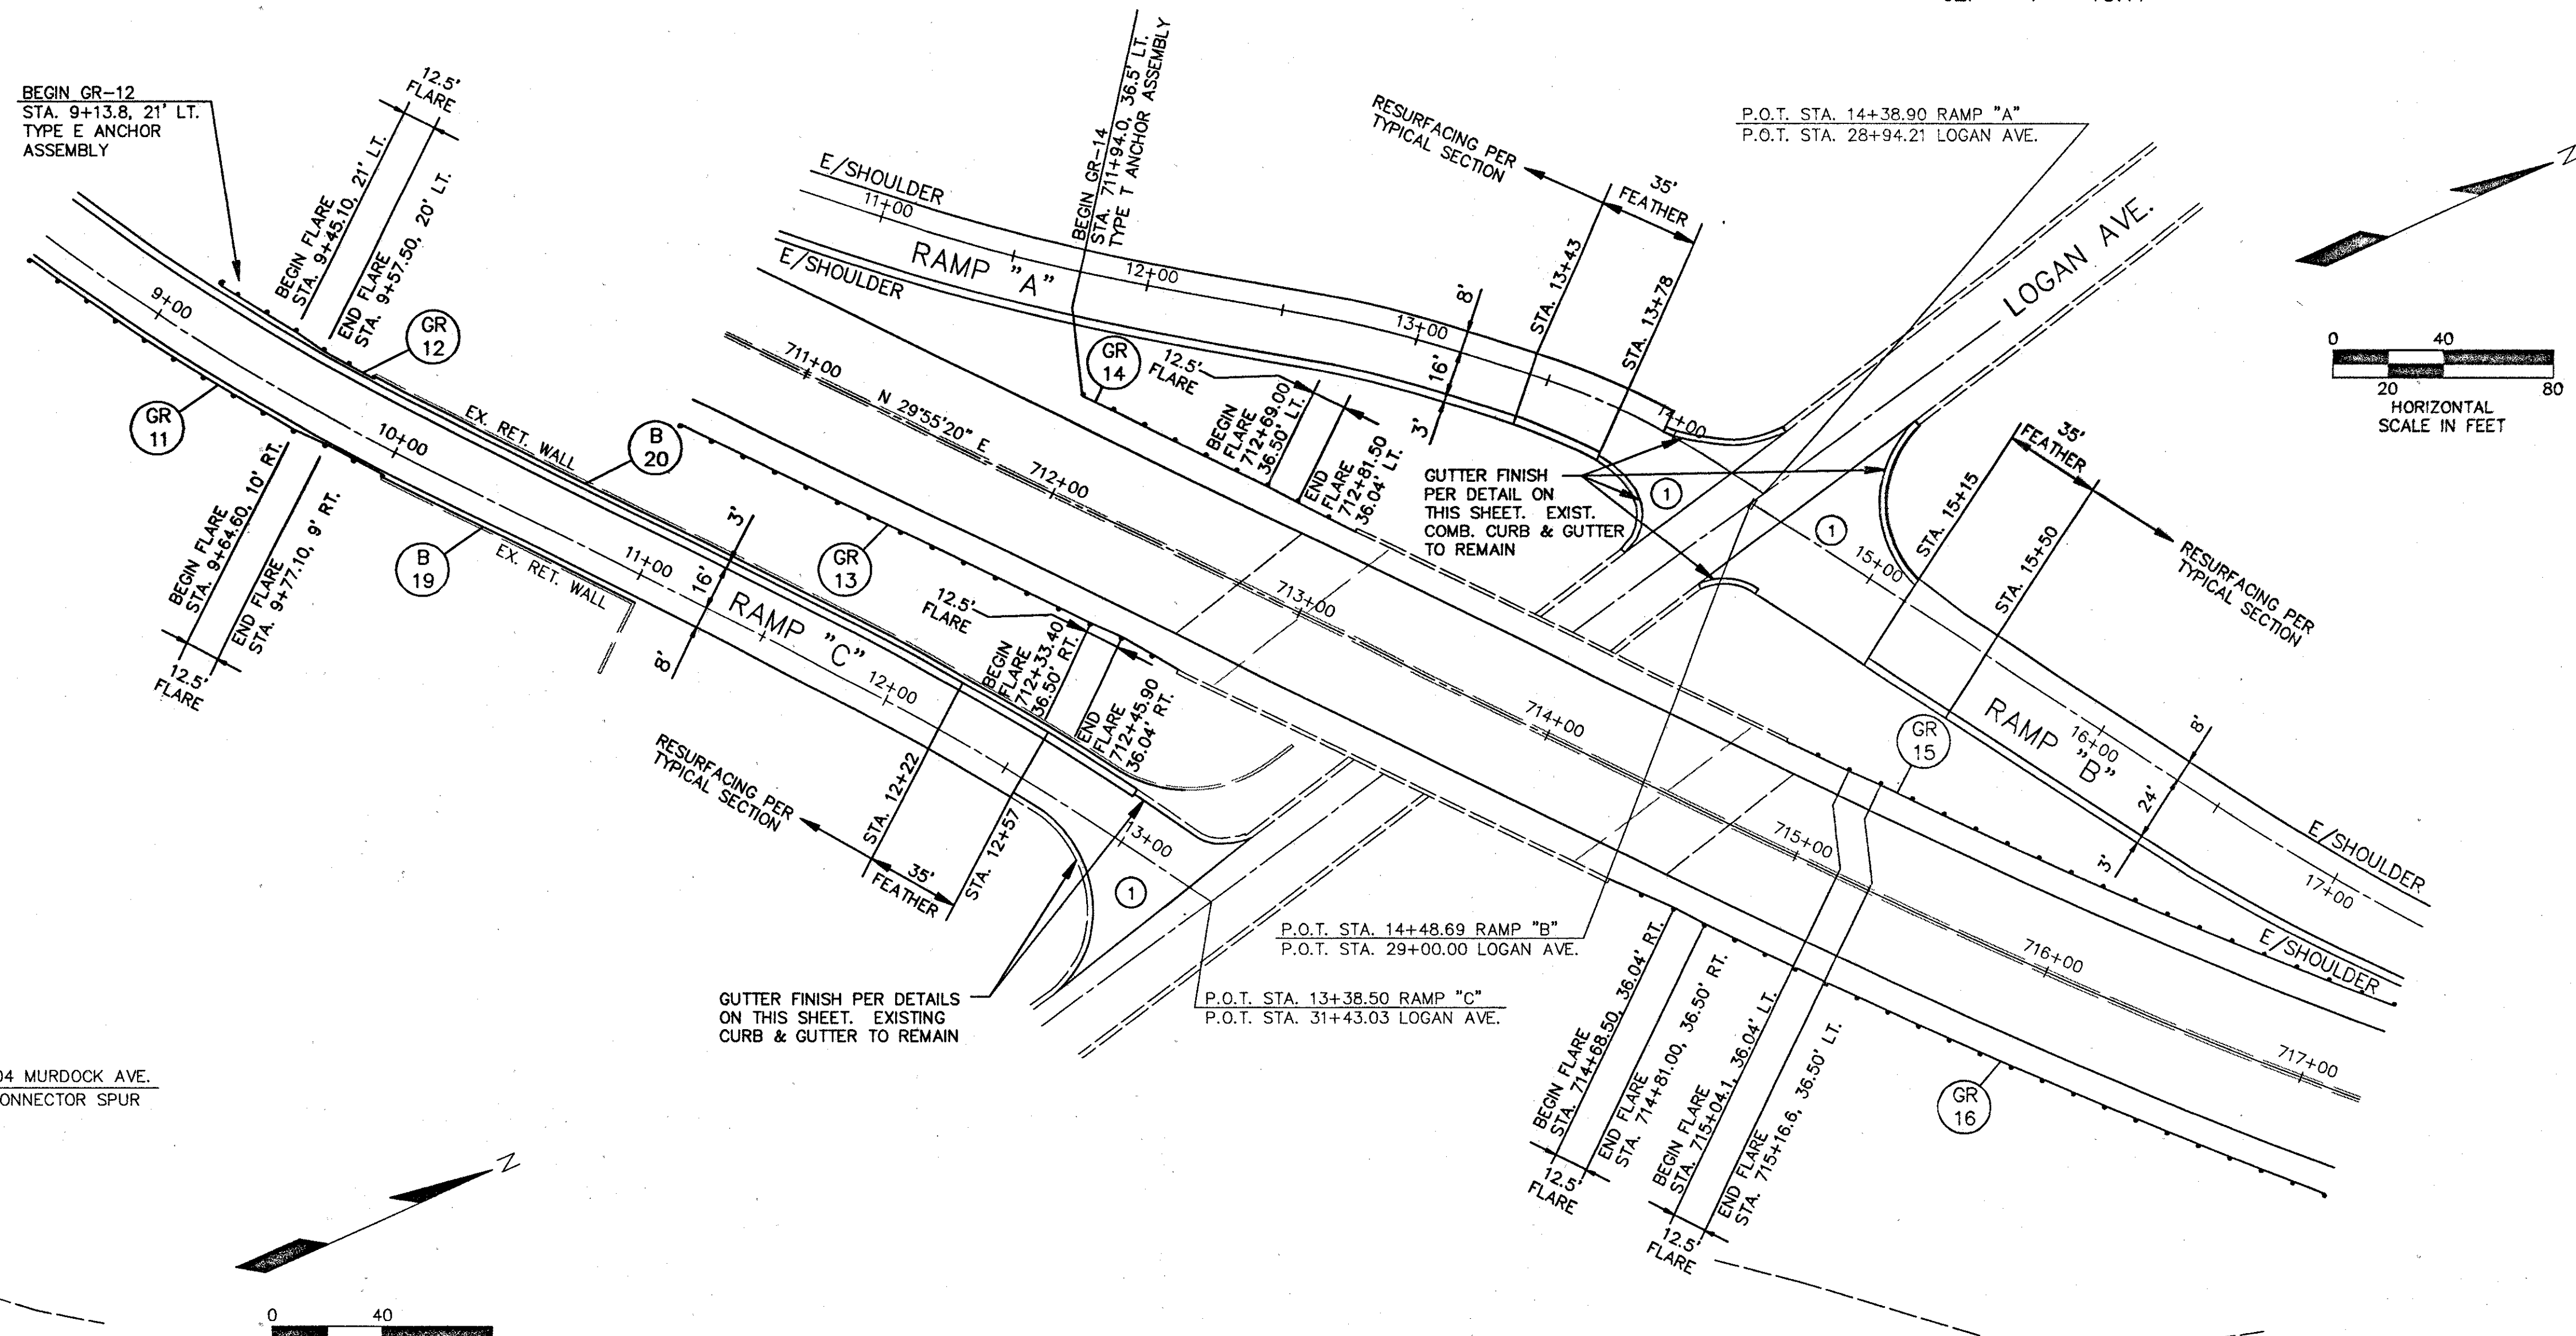 BEGIN GR-12
STA. 9+13.8, 21' LT.
TYPE E ANCHOR
ASSEMBLY
12.5'
FLARE
BEGIN FLARE
STA. 9+45.10, 21' LT.
END FLARE
STA. 9+57.50, 20' LT.
GR
12
9+00
GR
11
10+00
EX. RET. WALL
B
20
BEGIN FLARE
STA. 9+64.60, 10' RT.
END FLARE
STA. 9+77.10, 9' RT.
12.5'
FLARE
B
19
EX. RET. WALL
11+00
3'
16'
8'
RAMP "C"
12+00
E/SHOULDER
11+00
RAMP "A"
E/SHOULDER
12+00
BEGIN GR-14
STA. 711+94.0, 36.5' LT.
TYPE T ANCHOR ASSEMBLY
711+00
N 29°55'20" E
712+00
GR
14
12.5'
FLARE
BEGIN
FLARE
712+69.00
36.50' LT.
END
FLARE
712+81.50
36.04' LT.
13+00
8'
16'
3'
RESURFACING PER
TYPICAL SECTION
35'
FEATHER
STA. 13+43
STA. 13+78
14+00
P.O.T. STA. 14+38.90 RAMP "A"
P.O.T. STA. 28+94.21 LOGAN AVE.
LOGAN AVE.
N
0 40
20 80
HORIZONTAL
SCALE IN FEET
GUTTER FINISH
PER DETAIL ON
THIS SHEET. EXIST.
COMB. CURB & GUTTER
TO REMAIN
1
1
15+00
STA. 15+15
STA. 15+50
35'
FEATHER
RESURFACING PER
TYPICAL SECTION
GR
13
12.5'
FLARE
BEGIN
FLARE
712+33.40
36.50' RT.
END
FLARE
712+45.90
36.04' RT.
713+00
714+00
715+00
716+00
717+00
GR
15
RAMP "B"
16+00
8'
24'
3'
E/SHOULDER
17+00
E/SHOULDER
RESURFACING PER
TYPICAL SECTION
STA. 12+22
STA. 12+57
35'
FEATHER
13+00
1
GUTTER FINISH PER DETAILS
ON THIS SHEET. EXISTING
CURB & GUTTER TO REMAIN
P.O.T. STA. 14+48.69 RAMP "B"
P.O.T. STA. 29+00.00 LOGAN AVE.
P.O.T. STA. 13+38.50 RAMP "C"
P.O.T. STA. 31+43.03 LOGAN AVE.
BEGIN FLARE
STA. 714+68.50, 36.04' RT.
END FLARE
STA. 714+81.00, 36.50' RT.
12.5'
FLARE
BEGIN FLARE
STA. 715+04.1, 36.04' LT.
END FLARE
STA. 715+16.6, 36.50' LT.
12.5'
FLARE
GR
16
04 MURDOCK AVE.
ONNECTOR SPUR
N
0 40